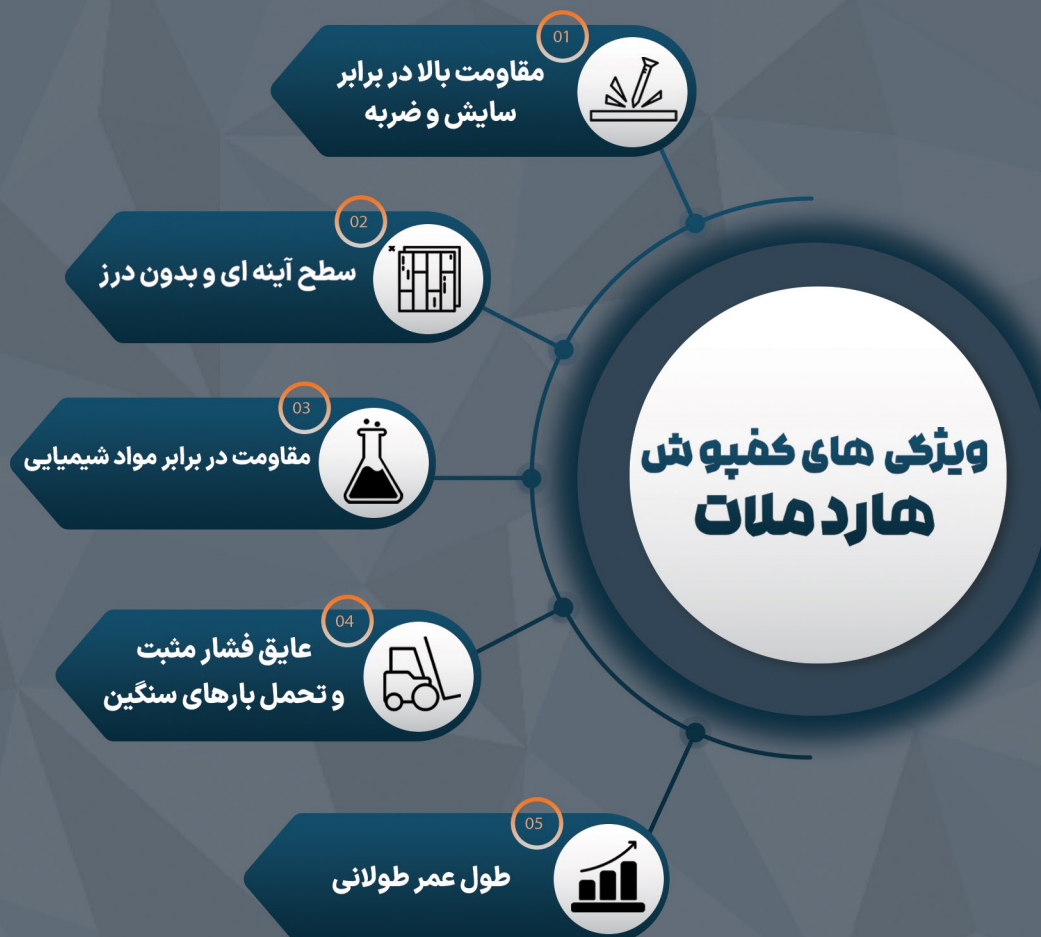 ویژگی های کفپو ش
هارد ملات
01
مقاومت بالا در برابر
سایش و ضربه
02
سطح آینه ای و بدون درز
03
مقاومت در برابر مواد شیمیایی
04
عایق فشار مثبت
و تحمل بارهای سنگین
05
طول عمر طولانی